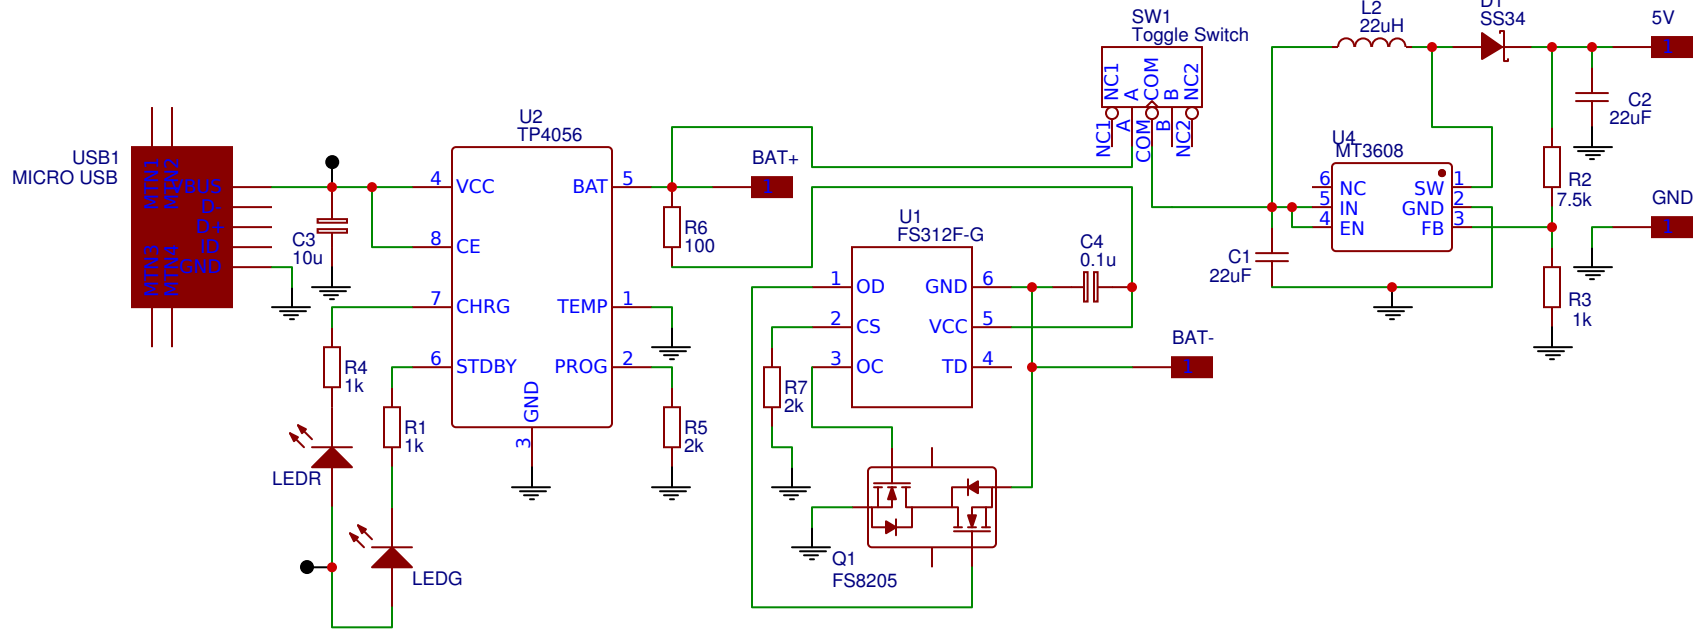 USB1
MICRO USB
MTN1
MTN2
MTN3
MTN4
VBUS
D-
D+
ID
GND
C3
10u
U2
TP4056
4 VCC
8 CE
7 CHRG
6 STDBY
BAT 5
TEMP 1
PROG 2
GND
3
R4
1k
LEDR
R1
1k
LEDG
BAT+
1
R6
100
R5
2k
U1
FS312F-G
1 OD
2 CS
3 OC
GND 6
VCC 5
TD 4
R7
2k
C4
0.1u
BAT-
1
Q1
FS8205
SW1
Toggle Switch
NC1 A COM B NC2
NC1 A COM B NC2
L2
22uH
D1
SS34
5V
1
C2
22uF
U4
MT3608
6 NC
5 IN
4 EN
SW 1
GND 2
FB 3
R2
7.5k
GND
1
C1
22uF
R3
1k